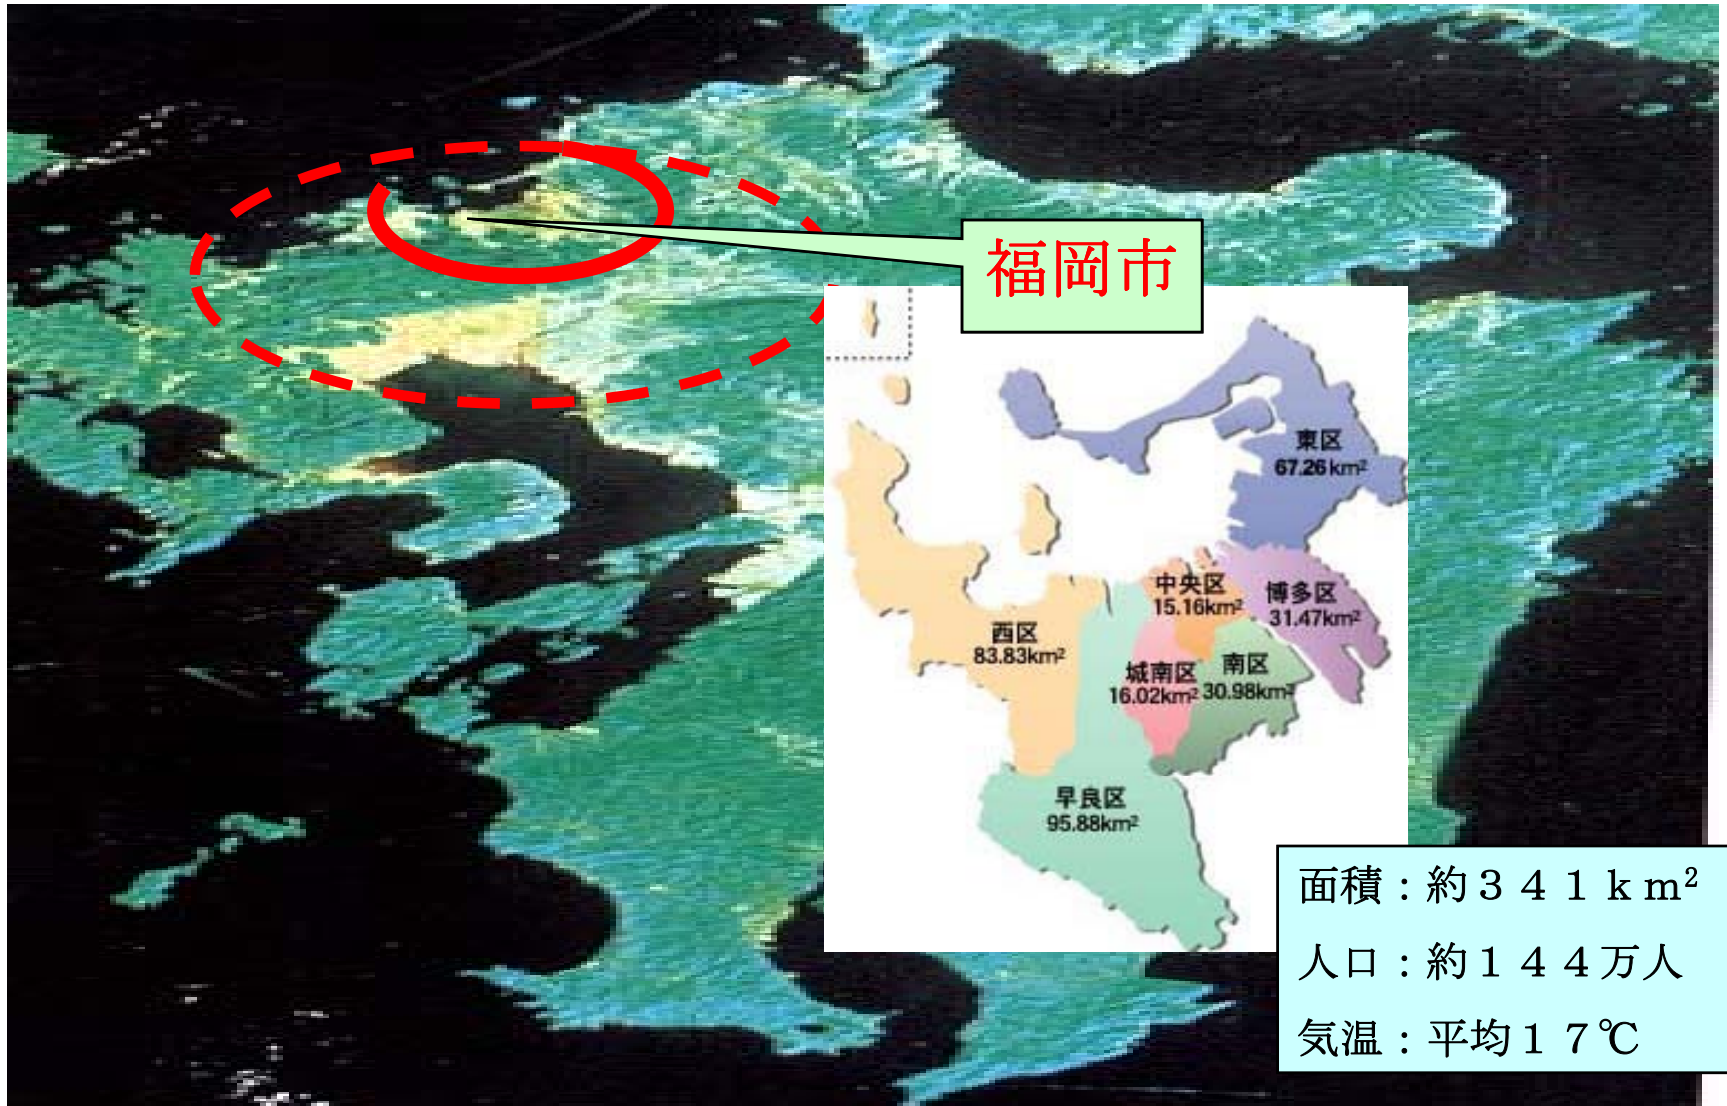 福岡市
東区
67.26km²
中央区
15.16km²
博多区
31.47km²
西区
83.83km²
城南区
16.02km²
南区
30.98km²
早良区
95.88km²
面積：約３４１ｋｍ²
人口：約１４４万人
気温：平均１７℃